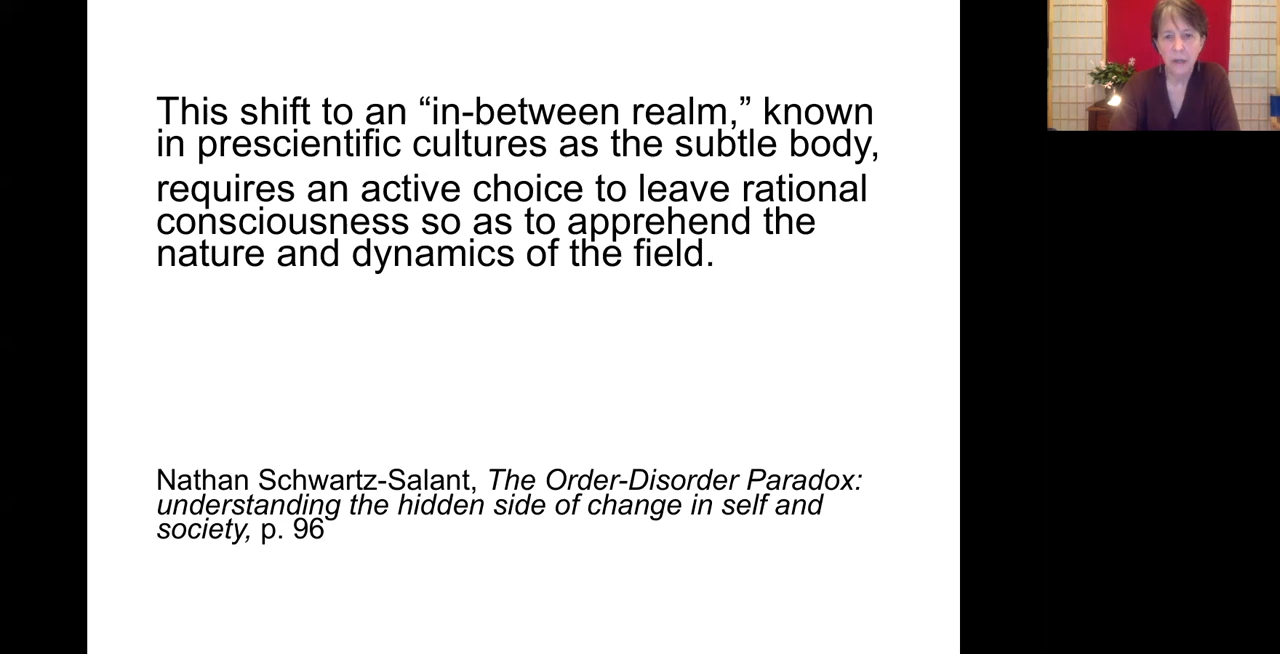 This shift to an “in-between realm,” known
in prescientific cultures as the subtle body,
requires an active choice to leave rational
consciousness so as to apprehend the
nature and dynamics of the field.
Nathan Schwartz-Salant, The Order-Disorder Paradox:
understanding the hidden side of change in self and
society, p. 96